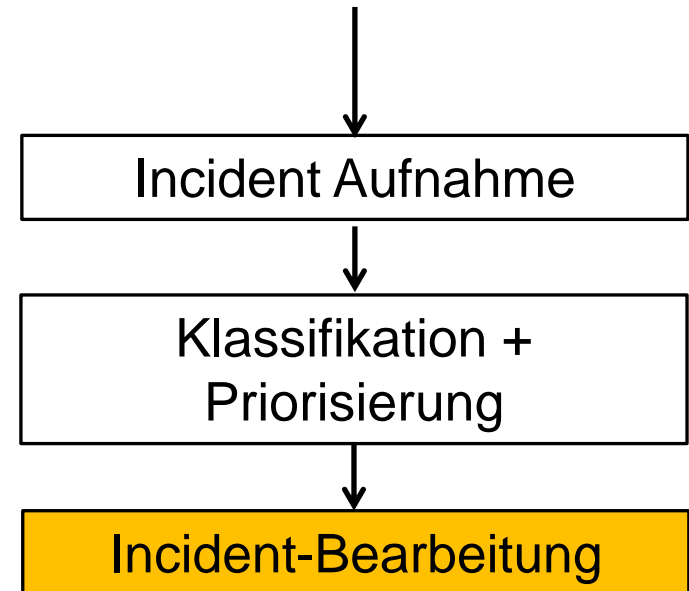 Incident Aufnahme
Klassifikation +
Priorisierung
Incident-Bearbeitung